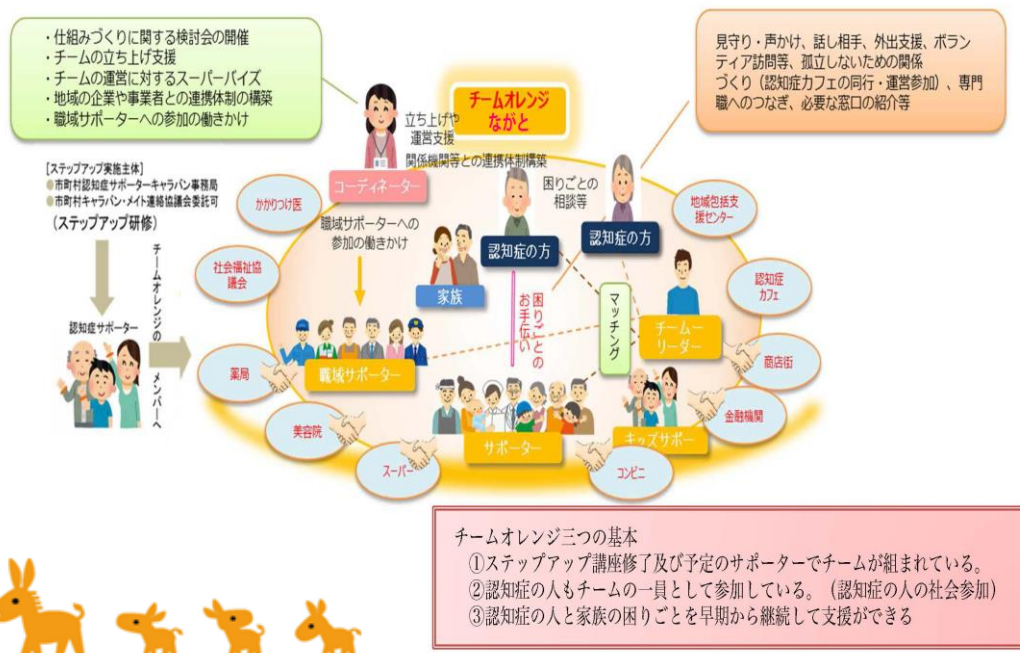 ・仕組みづくりに関する検討会の開催
・チームの立ち上げ支援
・チームの運営に対するスーパーバイズ
・地域の企業や事業者との連携体制の構築
・職域サポーターへの参加の働きかけ
見守り・声かけ、話し相手、外出支援、ボラン
ティア訪問等、孤立しないための関係
づくり（認知症カフェの同行・運営参加）、専門
職へのつなぎ、必要な窓口の紹介等
チームオレンジ
ながと
立ち上げや
運営支援
関係機関等との連携体制構築
コーディネーター
困りごとの
相談等
[ステップアップ実施主体]
●市町村認知症サポーターキャラバン事務局
●市町村キャラバン・メイト連絡協議会委託可
(ステップアップ研修)
チームオレンジの
メンバーへ
認知症サポーター
かかりつけ医
社会福祉協
議会
薬局
美容院
スーパー
コンビニ
金融機関
商店街
認知症
カフェ
地域包括支
援センター
職域サポーターへの
参加の働きかけ
家族
認知症の方
認知症の方
困りごとの
お手伝い
マッチング
チームー
リーダー
職域サポーター
サポーター
キッズサポー
チームオレンジ三つの基本
①ステップアップ講座修了及び予定のサポーターでチームが組まれている。
②認知症の人もチームの一員として参加している。（認知症の人の社会参加）
③認知症の人と家族の困りごとを早期から継続して支援ができる